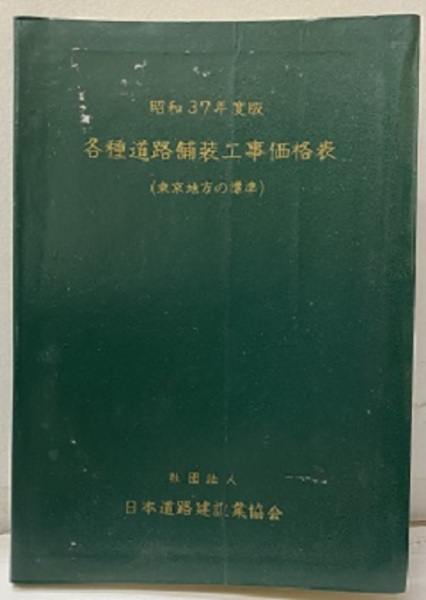 昭和37年度版
各種道路舗装工事価格表
(東京地方の標準)
社団法人
日本道路建設業協会